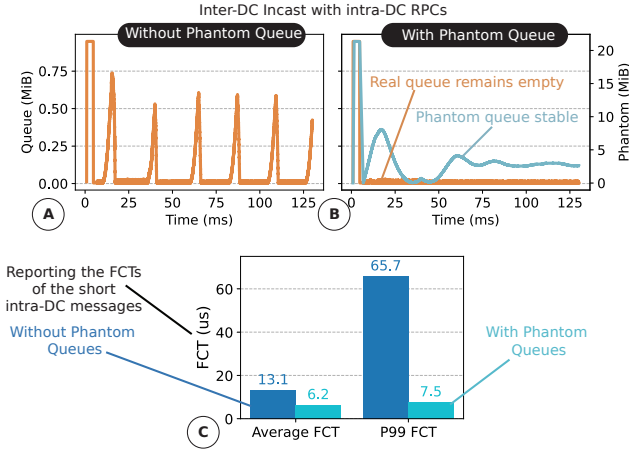 Inter-DC Incast with intra-DC RPCs
Without Phantom Queue
With Phantom Queue
Queue (MiB)
0.75
0.50
0.25
0.00
0 25 50 75 100 125
Time (ms)
A
Real queue remains empty
Phantom queue stable
20
15
10
5
0
Phantom (MiB)
0 25 50 75 100 125
Time (ms)
B
Reporting the FCTs
of the short
intra-DC messages
Without Phantom
Queues
With Phantom
Queues
FCT (us)
60
40
20
0
13.1
6.2
65.7
7.5
Average FCT
P99 FCT
C